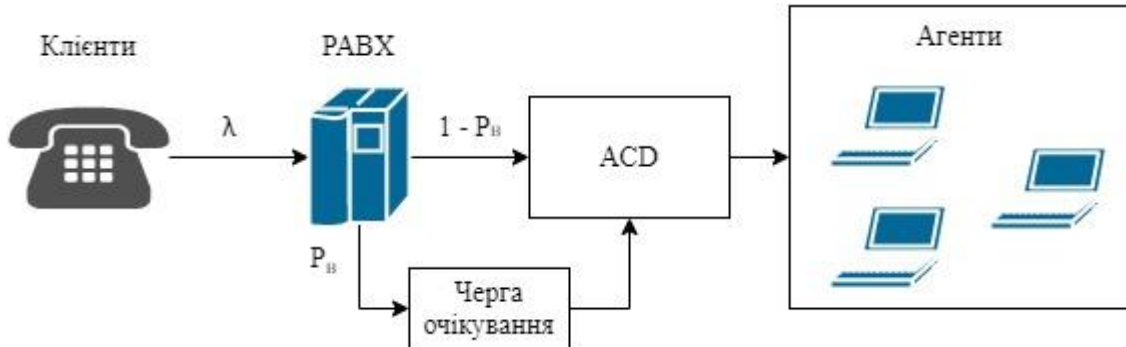 Клієнти
PABX
Агенти
λ
1 - Pв
ACD
Pв
Черга
очікування